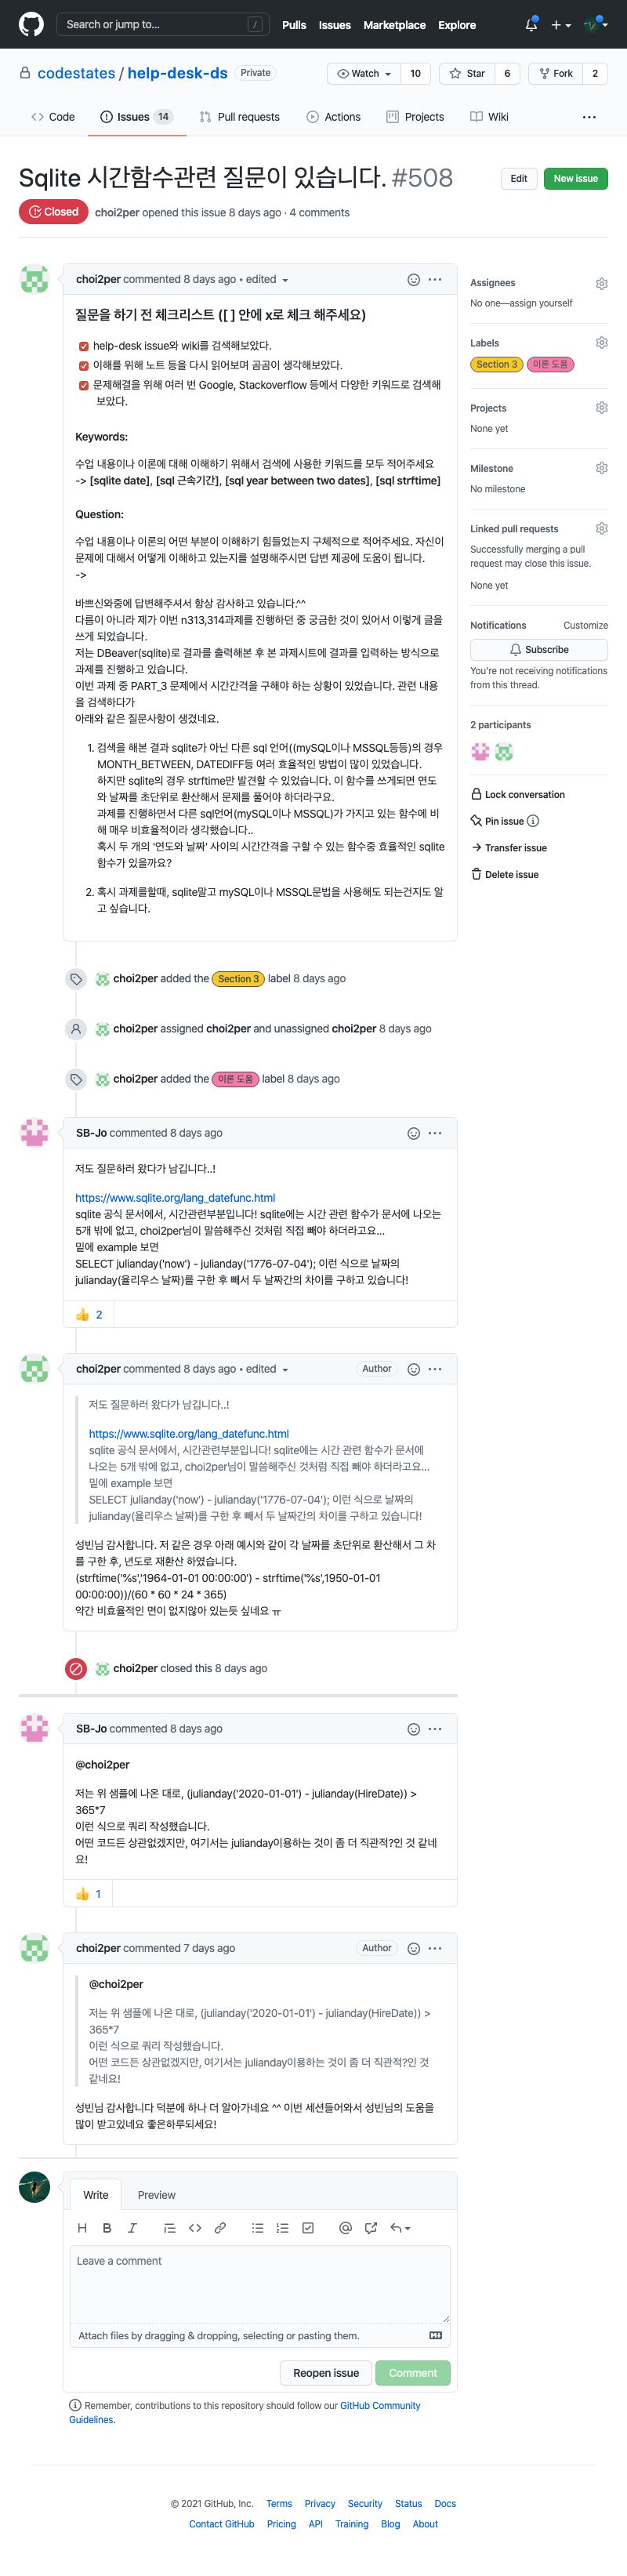 Search or jump to... /
Pulls Issues Marketplace Explore
codestates / help-desk-ds Private
Watch 10 Star 6 Fork 2
Code Issues 14 Pull requests Actions Projects Wiki
Sqlite 시간함수관련 질문이 있습니다. #508
Edit New issue
Closed choi2per opened this issue 8 days ago · 4 comments
choi2per commented 8 days ago • edited
질문을 하기 전 체크리스트 ([ ] 안에 x로 체크 해주세요)
help-desk issue와 wiki를 검색해보았다.
이해를 위해 노트 등을 다시 읽어보며 곰곰이 생각해보았다.
문제해결을 위해 여러 번 Google, Stackoverflow 등에서 다양한 키워드로 검색해
보았다.
Keywords:
수업 내용이나 이론에 대해 이해하기 위해서 검색에 사용한 키워드를 모두 적어주세요
-> [sqlite date], [sql 근속기간], [sql year between two dates], [sql strftime]
Question:
수업 내용이나 이론의 어떤 부분이 이해하기 힘들었는지 구체적으로 적어주세요. 자신이
문제에 대해서 어떻게 이해하고 있는지를 설명해주시면 답변 제공에 도움이 됩니다.
->
바쁘신와중에 답변해주셔서 항상 감사하고 있습니다.^^
다름이 아니라 제가 이번 n313,314과제를 진행하던 중 궁금한 것이 있어서 이렇게 글을
쓰게 되었습니다.
저는 DBeaver(sqlite)로 결과를 출력해본 후 본 과제시트에 결과를 입력하는 방식으로
과제를 진행하고 있습니다.
이번 과제 중 PART_3 문제에서 시간간격을 구해야 하는 상황이 있었습니다. 관련 내용
을 검색하다가
아래와 같은 질문사항이 생겼네요.
1. 검색을 해본 결과 sqlite가 아닌 다른 sql 언어((mySQL이나 MSSQL등등)의 경우
MONTH_BETWEEN, DATEDIFF등 여러 효율적인 방법이 많이 있었습니다.
하지만 sqlite의 경우 strftime만 발견할 수 있었습니다. 이 함수를 쓰게되면 연도
와 날짜를 초단위로 환산해서 문제를 풀어야 하더라구요.
과제를 진행하면서 다른 sql언어(mySQL이나 MSSQL)가 가지고 있는 함수에 비
해 매우 비효율적이라 생각했습니다..
혹시 두 개의 '연도와 날짜' 사이의 시간간격을 구할 수 있는 함수중 효율적인 sqlite
함수가 있을까요?
2. 혹시 과제를할때, sqlite말고 mySQL이나 MSSQL문법을 사용해도 되는건지도 알
고 싶습니다.
choi2per added the Section 3 label 8 days ago
choi2per assigned choi2per and unassigned choi2per 8 days ago
choi2per added the 이론 도움 label 8 days ago
SB-Jo commented 8 days ago
저도 질문하러 왔다가 남깁니다..!
https://www.sqlite.org/lang_datefunc.html
sqlite 공식 문서에서, 시간관련부분입니다! sqlite에는 시간 관련 함수가 문서에 나오는
5개 밖에 없고, choi2per님이 말씀해주신 것처럼 직접 빼야 하더라고요...
밑에 example 보면
SELECT julianday('now') - julianday('1776-07-04'); 이런 식으로 날짜의
julianday(율리우스 날짜)를 구한 후 빼서 두 날짜간의 차이를 구하고 있습니다!
👍 2
choi2per commented 8 days ago • edited Author
저도 질문하러 왔다가 남깁니다..!
https://www.sqlite.org/lang_datefunc.html
sqlite 공식 문서에서, 시간관련부분입니다! sqlite에는 시간 관련 함수가 문서에
나오는 5개 밖에 없고, choi2per님이 말씀해주신 것처럼 직접 빼야 하더라고요...
밑에 example 보면
SELECT julianday('now') - julianday('1776-07-04'); 이런 식으로 날짜의
julianday(율리우스 날짜)를 구한 후 빼서 두 날짜간의 차이를 구하고 있습니다!
성빈님 감사합니다. 저 같은 경우 아래 예시와 같이 각 날짜를 초단위로 환산해서 그 차
를 구한 후, 년도로 재환산 하였습니다.
(strftime('%s','1964-01-01 00:00:00') - strftime('%s',1950-01-01
00:00:00))/(60 * 60 * 24 * 365)
약간 비효율적인 면이 없지않아 있는듯 싶네요 ㅠ
choi2per closed this 8 days ago
SB-Jo commented 8 days ago
@choi2per
저는 위 샘플에 나온 대로, (julianday('2020-01-01') - julianday(HireDate)) >
365*7
이런 식으로 쿼리 작성했습니다.
어떤 코드든 상관없겠지만, 여기서는 julianday이용하는 것이 좀 더 직관적?인 것 같네
요!
👍 1
choi2per commented 7 days ago Author
@choi2per
저는 위 샘플에 나온 대로, (julianday('2020-01-01') - julianday(HireDate)) >
365*7
이런 식으로 쿼리 작성했습니다.
어떤 코드든 상관없겠지만, 여기서는 julianday이용하는 것이 좀 더 직관적?인 것
같네요!
성빈님 감사합니다 덕분에 하나 더 알아가네요 ^^ 이번 세션들어와서 성빈님의 도움을
많이 받고있네요 좋은하루되세요!
Write Preview
Leave a comment
Attach files by dragging & dropping, selecting or pasting them.
Reopen issue Comment
Remember, contributions to this repository should follow our GitHub Community
Guidelines.
Assignees
No one—assign yourself
Labels
Section 3 이론 도움
Projects
None yet
Milestone
No milestone
Linked pull requests
Successfully merging a pull
request may close this issue.
None yet
Notifications Customize
Subscribe
You're not receiving notifications
from this thread.
2 participants
Lock conversation
Pin issue
Transfer issue
Delete issue
© 2021 GitHub, Inc. Terms Privacy Security Status Docs
Contact GitHub Pricing API Training Blog About